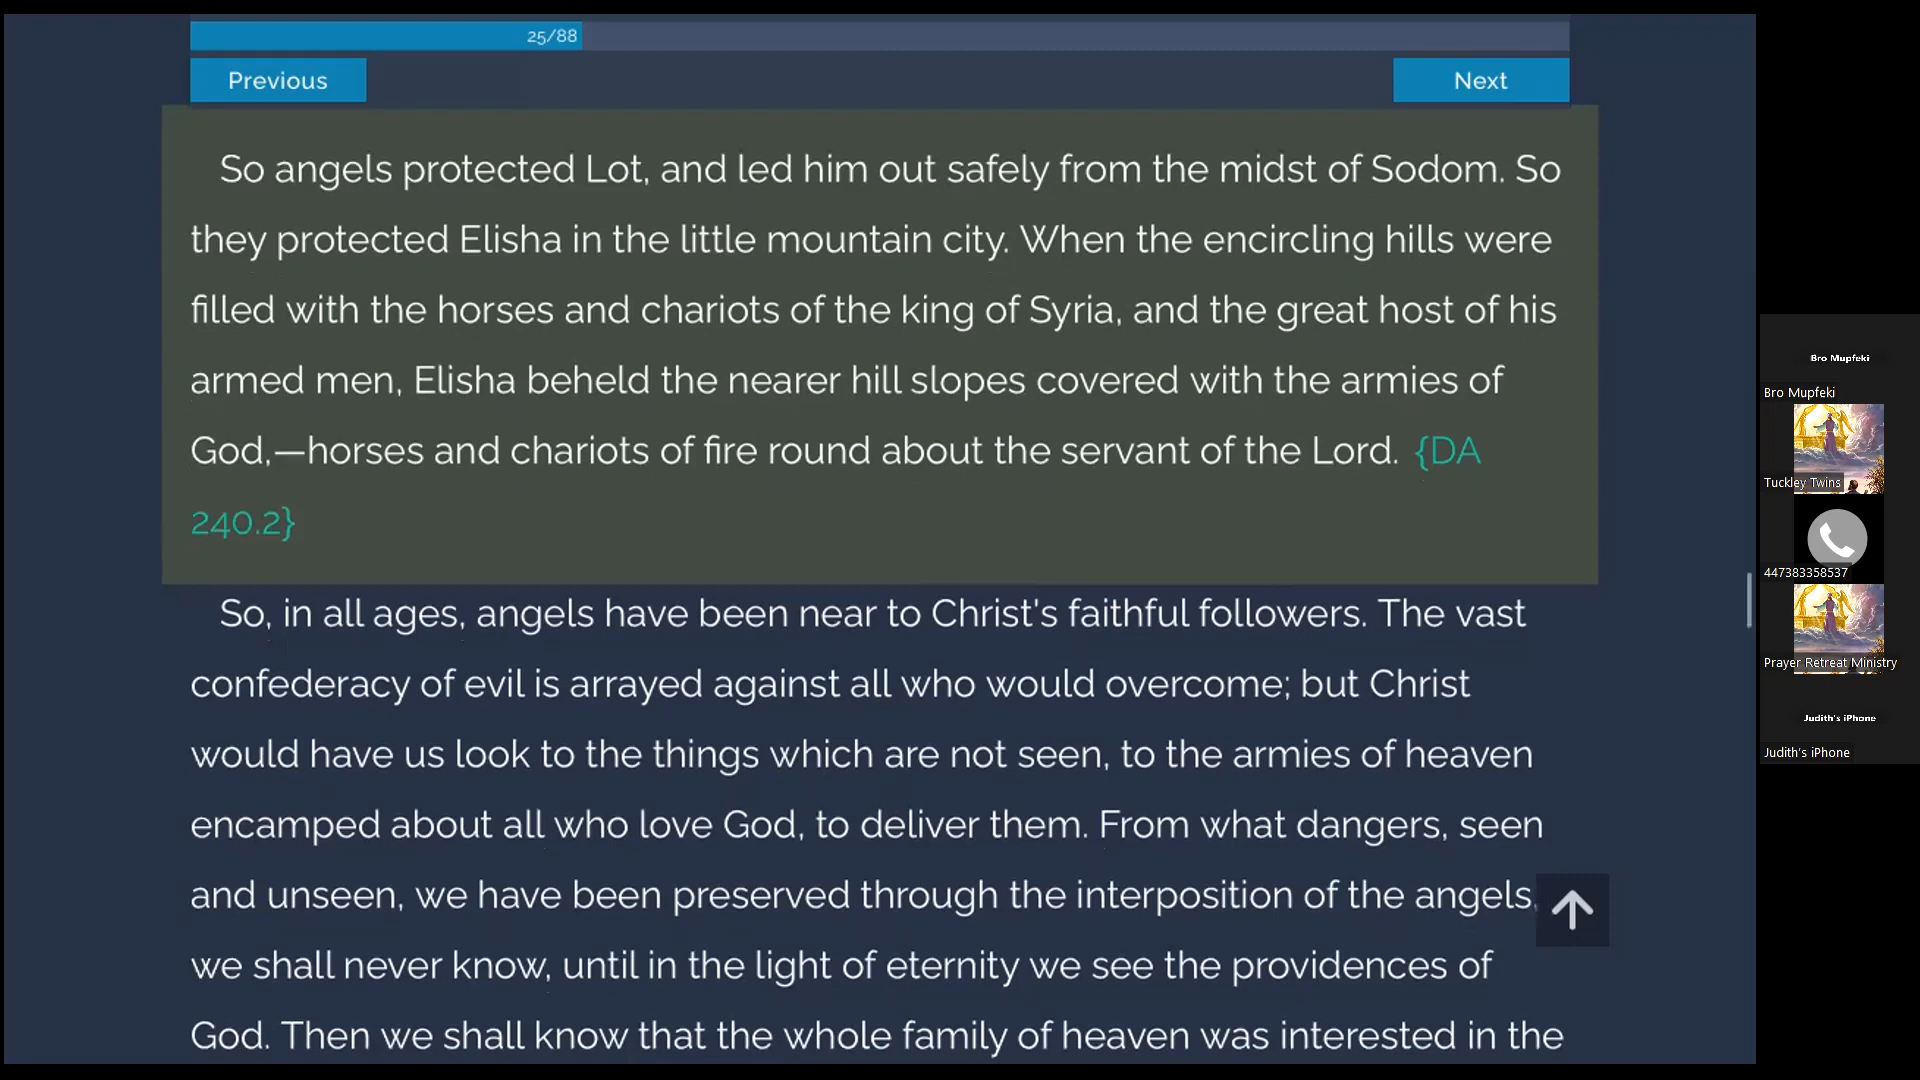 25/88
Previous
Next
So angels protected Lot, and led him out safely from the midst of Sodom. So
they protected Elisha in the little mountain city. When the encircling hills were
filled with the horses and chariots of the king of Syria, and the great host of his
armed men, Elisha beheld the nearer hill slopes covered with the armies of
God,—horses and chariots of fire round about the servant of the Lord. {DA
240.2}
So, in all ages, angels have been near to Christ's faithful followers. The vast
confederacy of evil is arrayed against all who would overcome; but Christ
would have us look to the things which are not seen, to the armies of heaven
encamped about all who love God, to deliver them. From what dangers, seen
and unseen, we have been preserved through the interposition of the angels,
we shall never know, until in the light of eternity we see the providences of
God. Then we shall know that the whole family of heaven was interested in the
Bro Mupfeki
Bro Mupfeki
Tuckley Twins
447383358537
Prayer Retreat Ministry
Judith's iPhone
Judith's iPhone